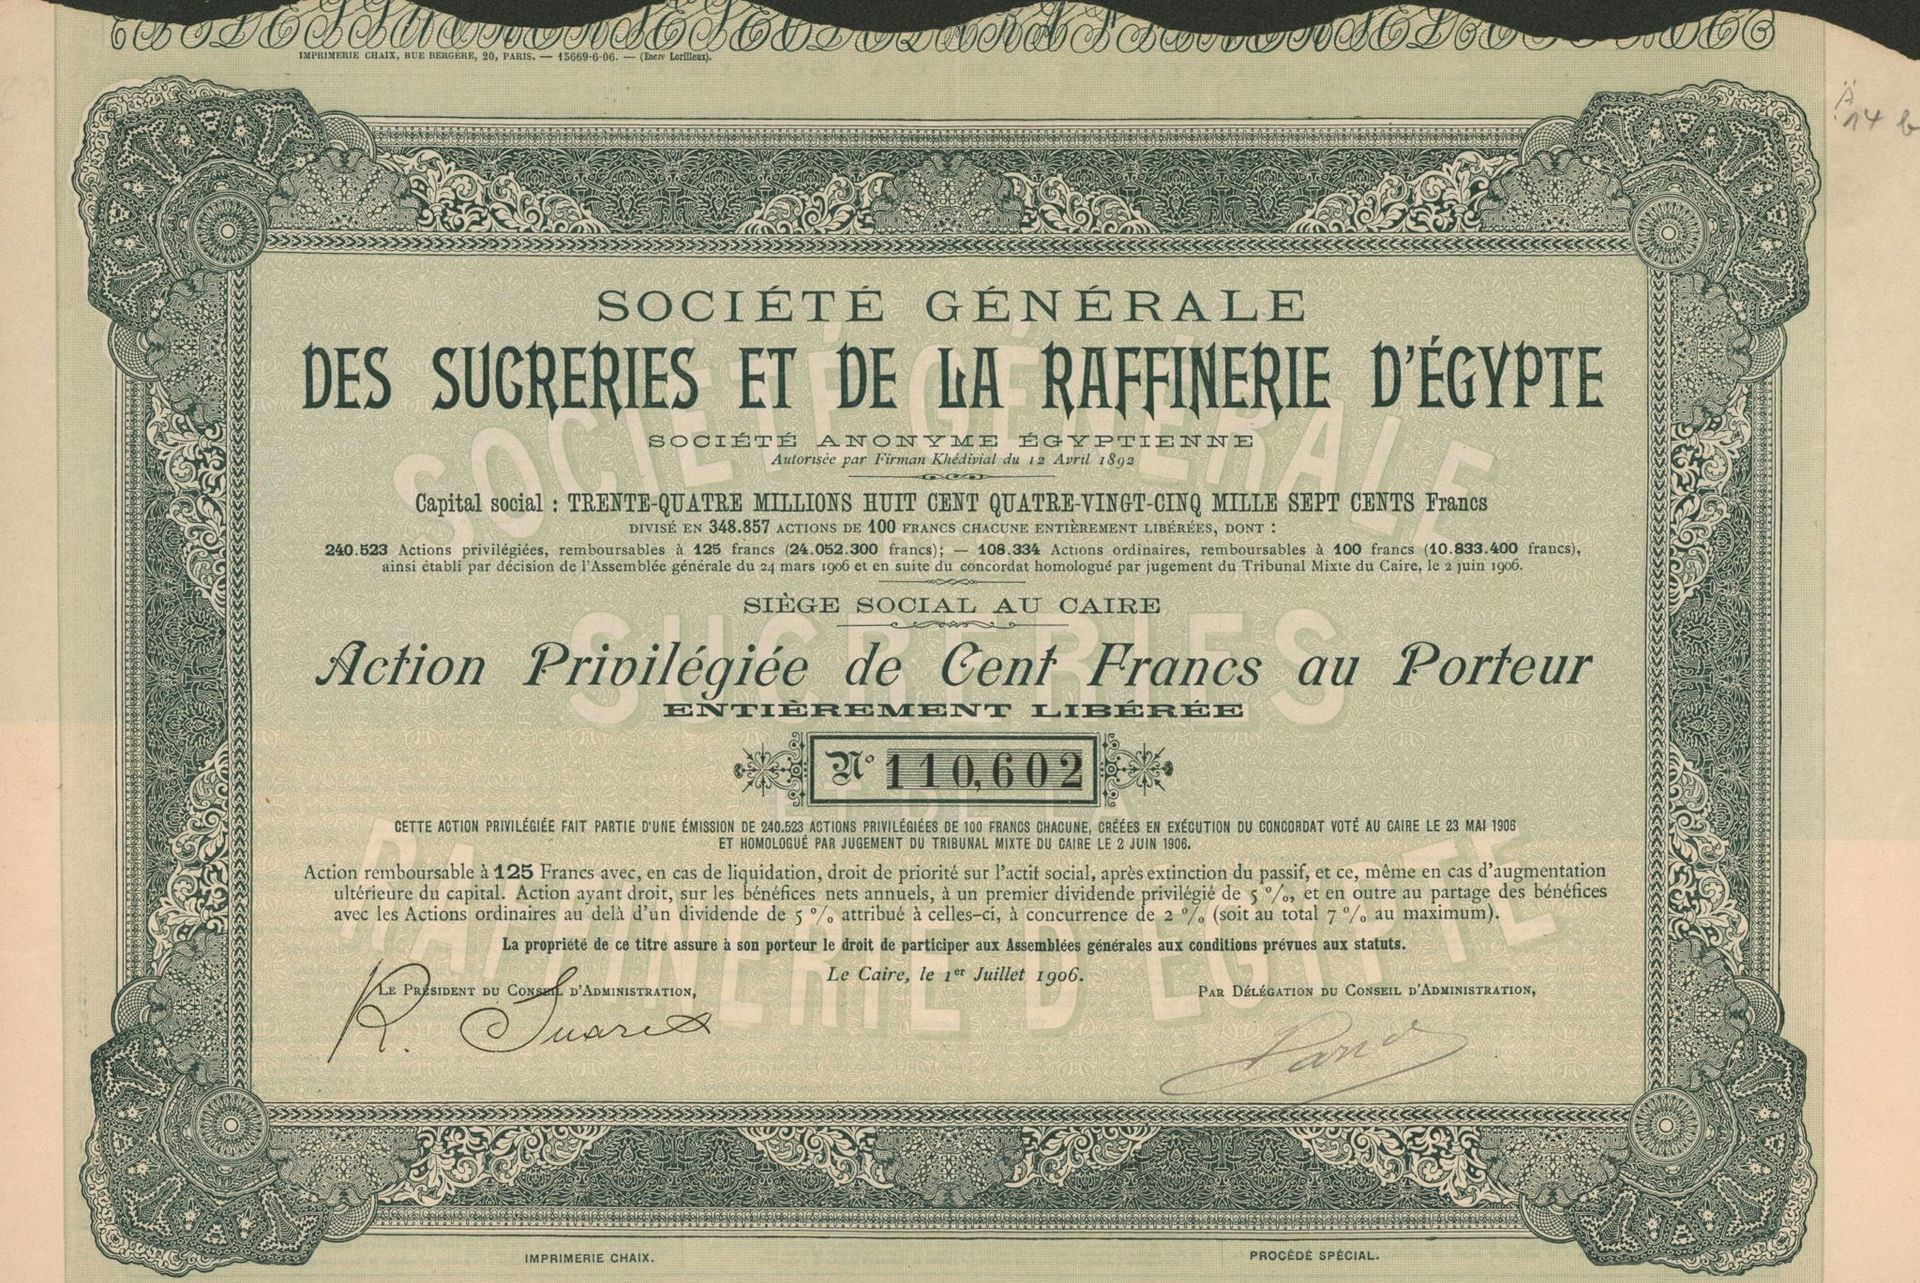 IMPRIMERIE CHAIX, RUE BERGÈRE, 20, PARIS. — 15669-6-06. — (Encre Lorilleux).
14 b
SOCIÉTÉ GÉNÉRALE
DES SUCRERIES ET DE LA RAFFINERIE D'ÉGYPTE
SOCIÉTÉ ANONYME ÉGYPTIENNE
Autorisée par Firman Khédivial du 12 Avril 1892
Capital social : TRENTE-QUATRE MILLIONS HUIT CENT QUATRE-VINGT-CINQ MILLE SEPT CENTS Francs
DIVISÉ EN 348.857 ACTIONS DE 100 FRANCS CHACUNE ENTIÈREMENT LIBÉRÉES, DONT :
240.523 Actions privilégiées, remboursables à 125 francs (24.052.300 francs); — 108.334 Actions ordinaires, remboursables à 100 francs (10.833.400 francs),
ainsi établi par décision de l'Assemblée générale du 24 mars 1906 et en suite du concordat homologué par jugement du Tribunal Mixte du Caire, le 2 juin 1906.
SIÈGE SOCIAL AU CAIRE
Action Privilégiée de Cent Francs au Porteur
ENTIÈREMENT LIBÉRÉE
N° 110,602
CETTE ACTION PRIVILÉGIÉE FAIT PARTIE D'UNE ÉMISSION DE 240.523 ACTIONS PRIVILÉGIÉES DE 100 FRANCS CHACUNE, CRÉÉES EN EXÉCUTION DU CONCORDAT VOTÉ AU CAIRE LE 23 MAI 1906
ET HOMOLOGUÉ PAR JUGEMENT DU TRIBUNAL MIXTE DU CAIRE LE 2 JUIN 1906.
Action remboursable à 125 Francs avec, en cas de liquidation, droit de priorité sur l'actif social, après extinction du passif, et ce, même en cas d'augmentation
ultérieure du capital. Action ayant droit, sur les bénéfices nets annuels, à un premier dividende privilégié de 5 %, et en outre au partage des bénéfices
avec les Actions ordinaires au delà d'un dividende de 5 % attribué à celles-ci, à concurrence de 2 % (soit au total 7 % au maximum).
La propriété de ce titre assure à son porteur le droit de participer aux Assemblées générales aux conditions prévues aux statuts.
Le Caire, le 1er Juillet 1906.
LE PRÉSIDENT DU CONSEIL D'ADMINISTRATION,
PAR DÉLÉGATION DU CONSEIL D'ADMINISTRATION,
R. Suares
SOCIÉTÉ GÉNÉRALE
DES
SUCRERIES
ET DE LA
RAFFINERIE D'ÉGYPTE
IMPRIMERIE CHAIX.
PROCÉDÉ SPÉCIAL.